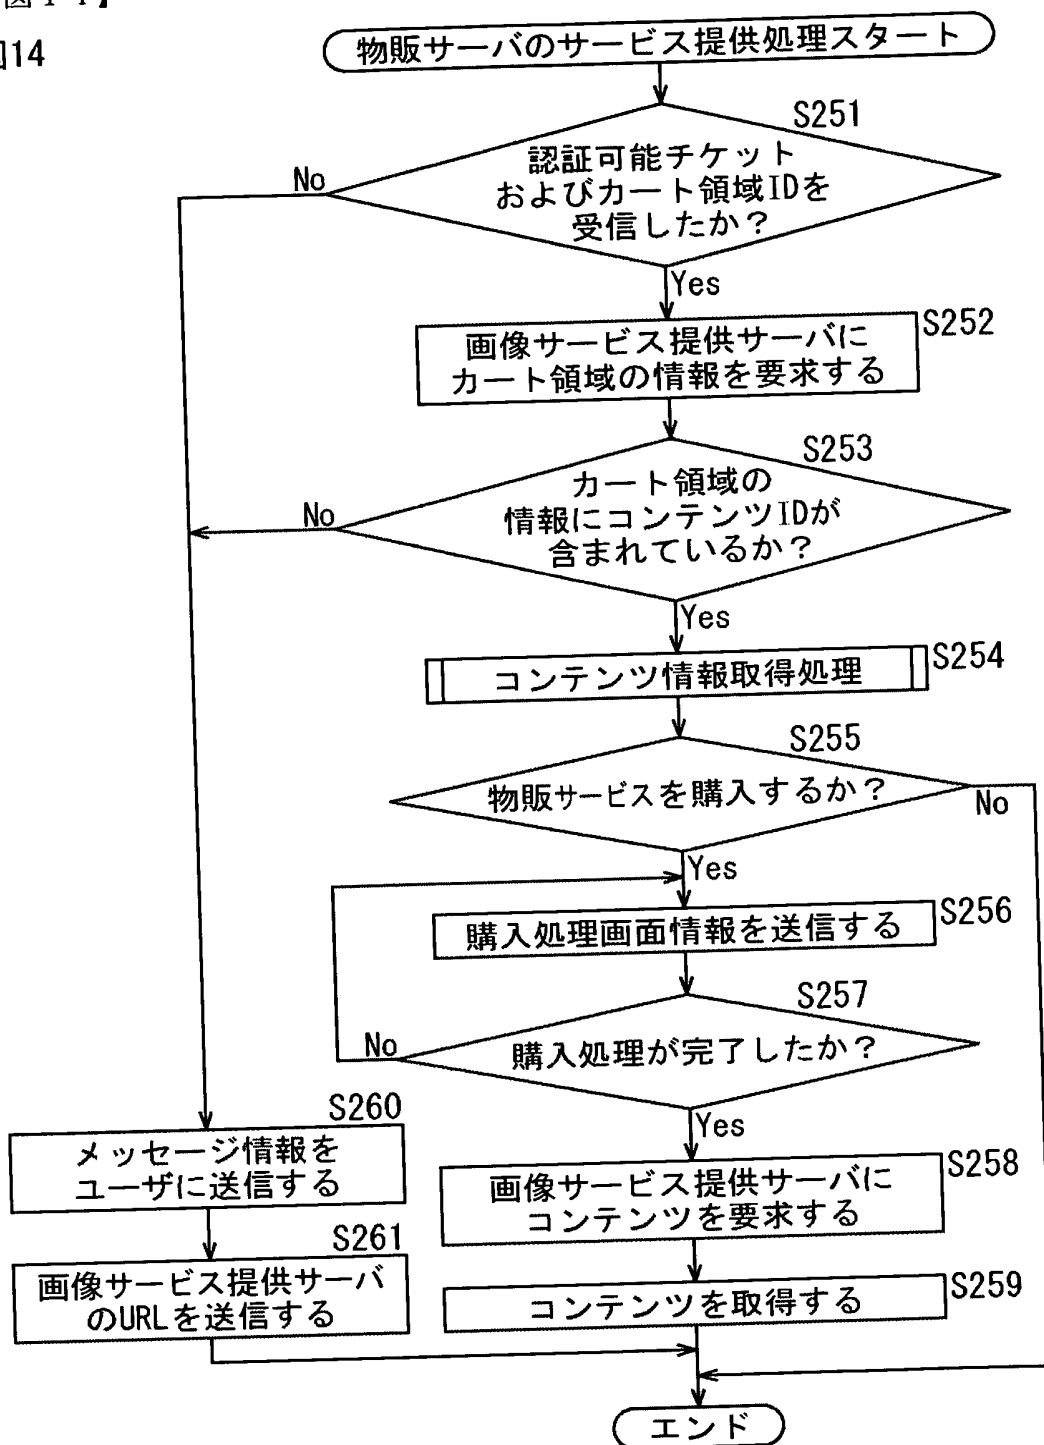 図14】
図14
物販サーバのサービス提供処理スタート
S251
認証可能チケット
およびカート領域IDを
受信したか？
No
Yes
S252
画像サービス提供サーバに
カート領域の情報を要求する
S253
カート領域の
情報にコンテンツIDが
含まれているか？
No
Yes
S254
コンテンツ情報取得処理
S255
物販サービスを購入するか？
No
Yes
S256
購入処理画面情報を送信する
S257
購入処理が完了したか？
No
Yes
S260
メッセージ情報を
ユーザに送信する
S258
画像サービス提供サーバに
コンテンツを要求する
S261
画像サービス提供サーバ
のURLを送信する
S259
コンテンツを取得する
エンド